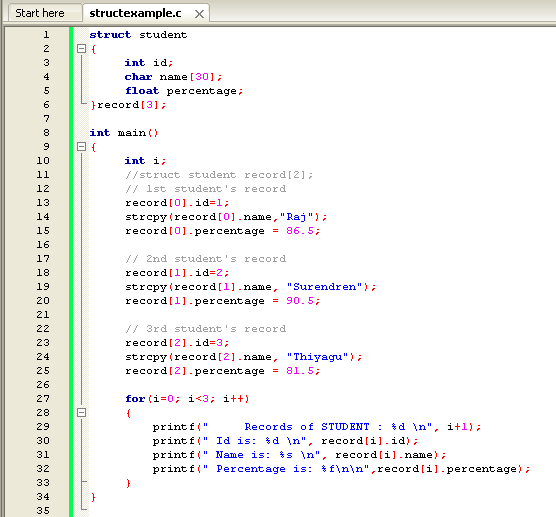 Start here structexample.c
1 struct student
2 {
3 int id;
4 char name[30];
5 float percentage;
6 }record[3];
7
8 int main()
9 {
10 int i;
11 //struct student record[2];
12 // 1st student's record
13 record[0].id=1;
14 strcpy(record[0].name,"Raj");
15 record[0].percentage = 86.5;
16
17 // 2nd student's record
18 record[1].id=2;
19 strcpy(record[1].name, "Surendren");
20 record[1].percentage = 90.5;
21
22 // 3rd student's record
23 record[2].id=3;
24 strcpy(record[2].name, "Thiyagu");
25 record[2].percentage = 81.5;
26
27 for(i=0; i<3; i++)
28 {
29 printf("     Records of STUDENT : %d \n", i+1);
30 printf(" Id is: %d \n", record[i].id);
31 printf(" Name is: %s \n", record[i].name);
32 printf(" Percentage is: %f\n\n",record[i].percentage);
33 }
34 }
35